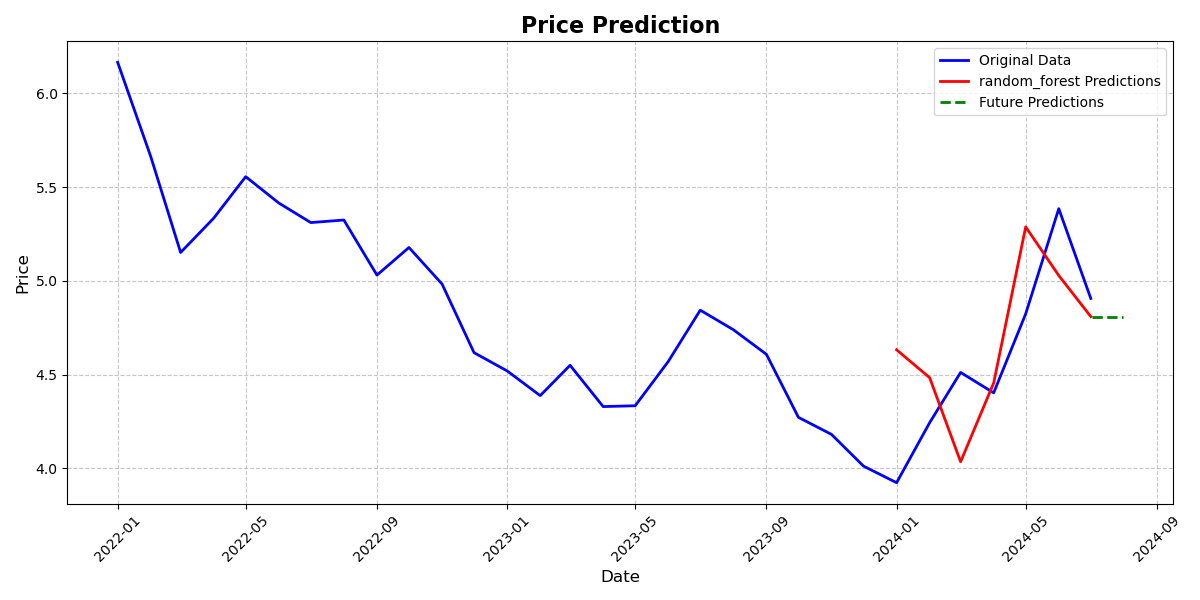 Price Prediction
Original Data
random_forest Predictions
Future Predictions
Price
6.0
5.5
5.0
4.5
4.0
2022-01
2022-05
2022-09
2023-01
2023-05
2023-09
2024-01
2024-05
2024-09
Date